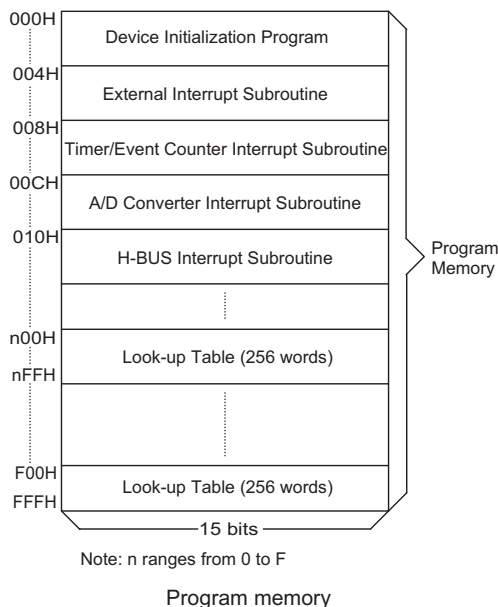 000H
Device Initialization Program
004H
External Interrupt Subroutine
008H
Timer/Event Counter Interrupt Subroutine
00CH
A/D Converter Interrupt Subroutine
010H
H-BUS Interrupt Subroutine
Program
Memory
n00H
Look-up Table (256 words)
nFFH
F00H
Look-up Table (256 words)
FFFH
15 bits
Note: n ranges from 0 to F
Program memory